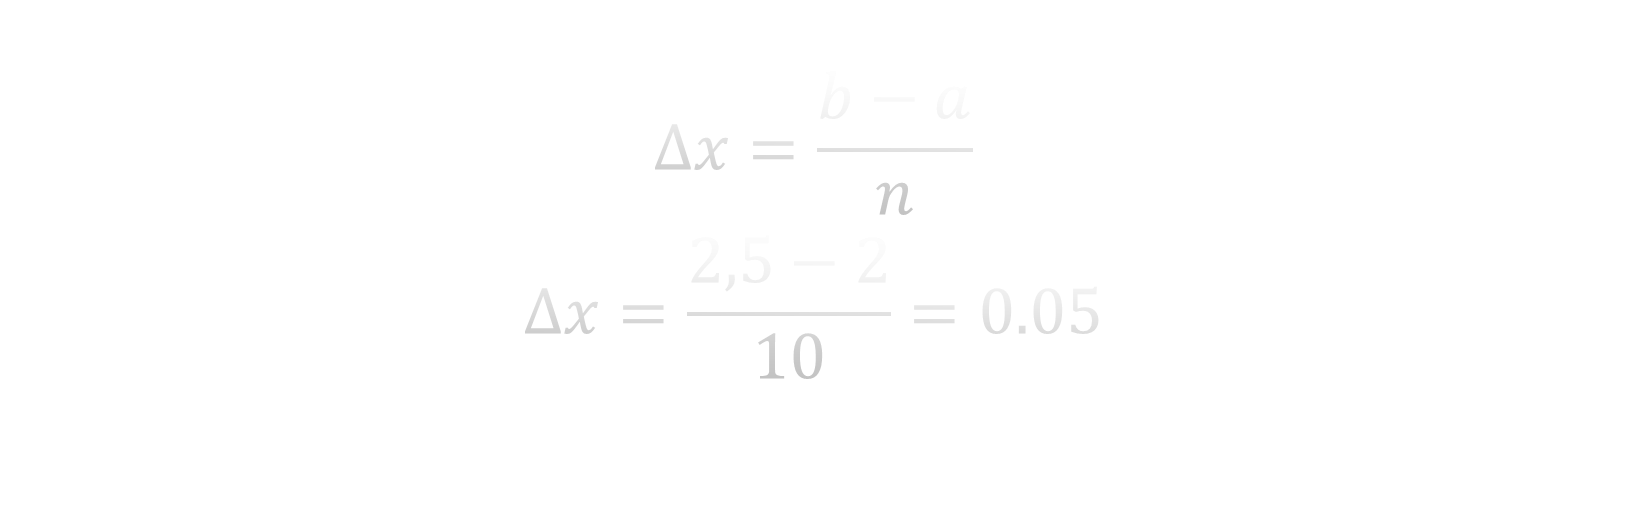 Δx = (b − a)/n
Δx = (2,5 − 2)/10 = 0.05